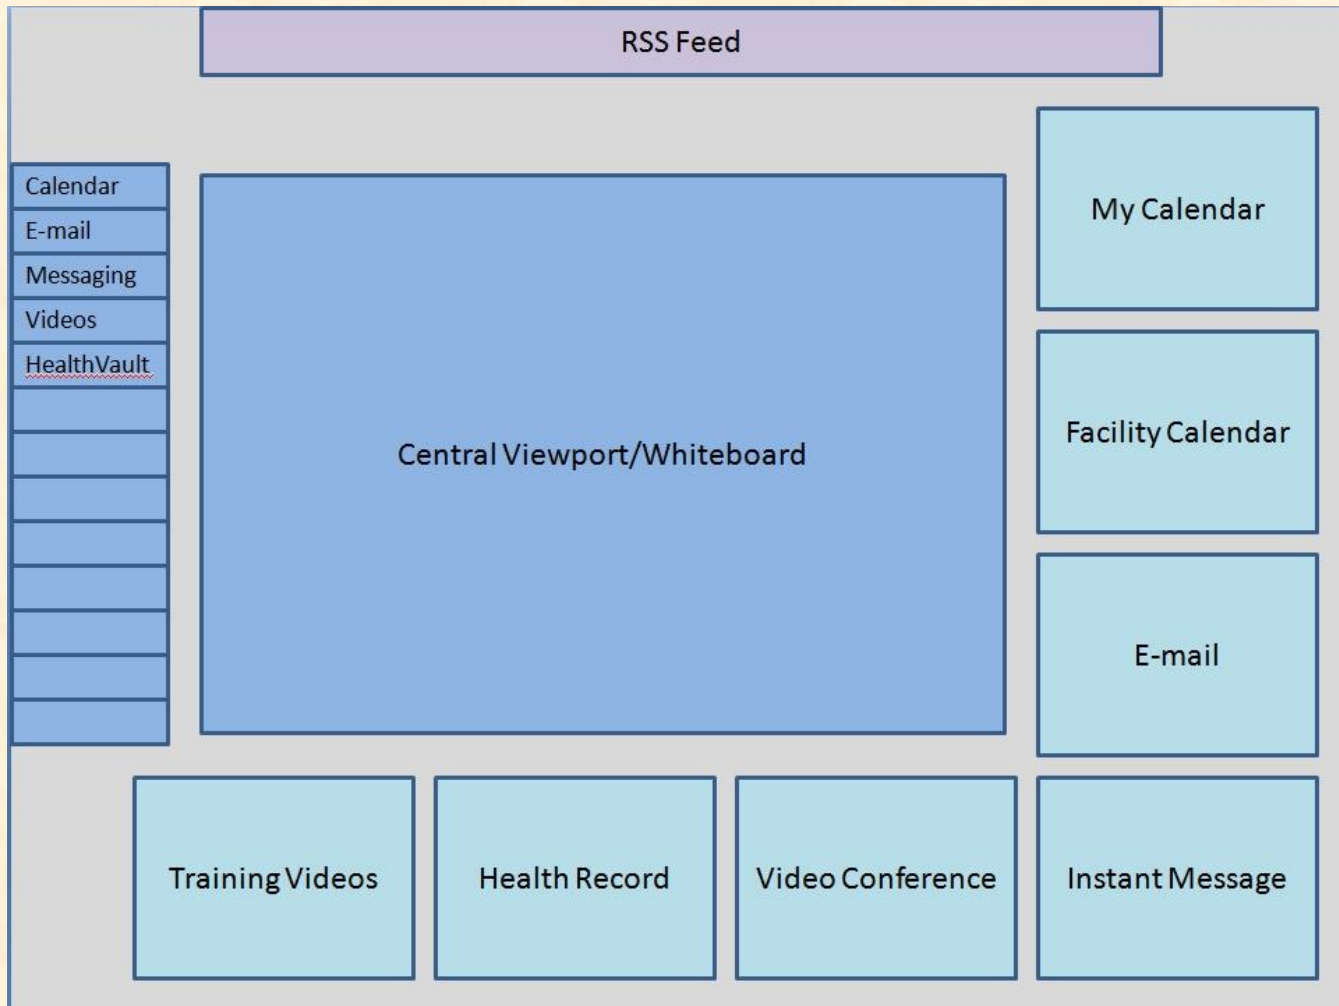 RSS Feed
Calendar
E-mail
Messaging
Videos
HealthVault
Central Viewport/Whiteboard
My Calendar
Facility Calendar
E-mail
Training Videos
Health Record
Video Conference
Instant Message